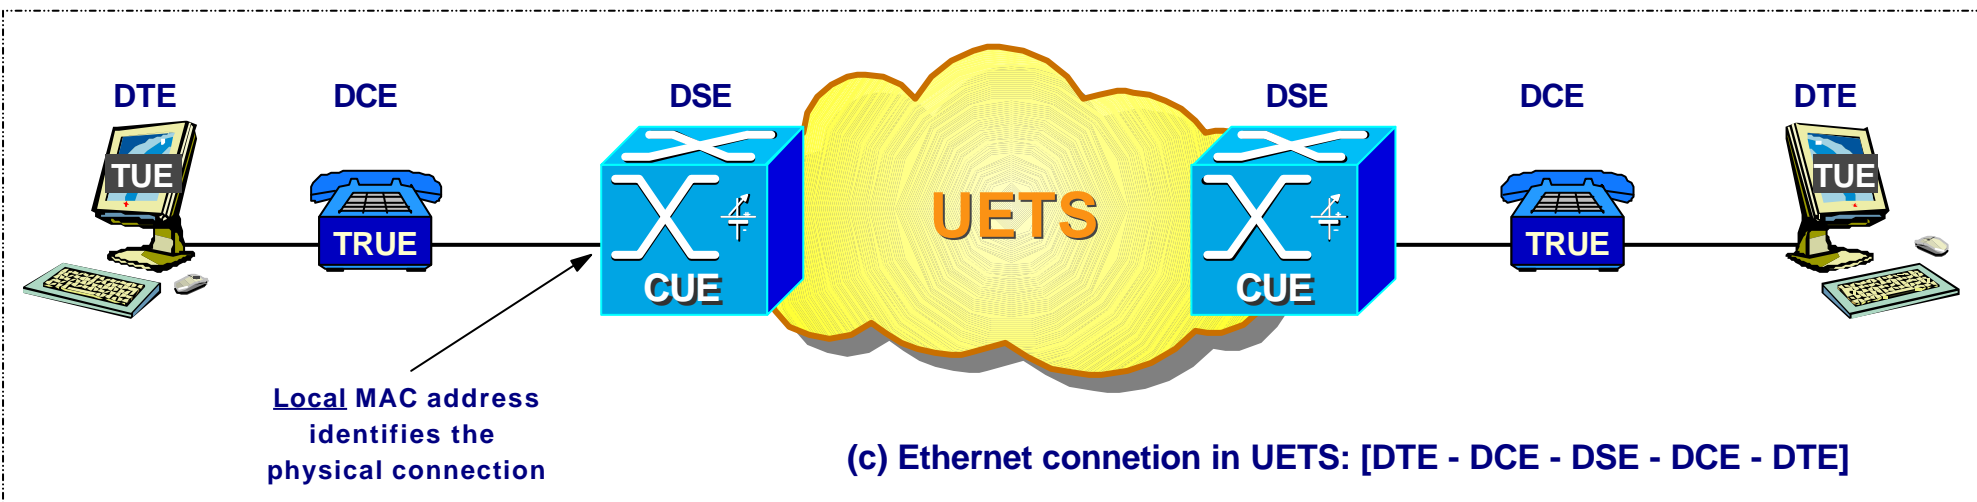 DTE DCE DSE DSE DCE DTE
TUE TUE
UETS
TRUE TRUE
CUE CUE
Local MAC address
identifies the
physical connection
(c) Ethernet connetion in UETS: [DTE - DCE - DSE - DCE - DTE]